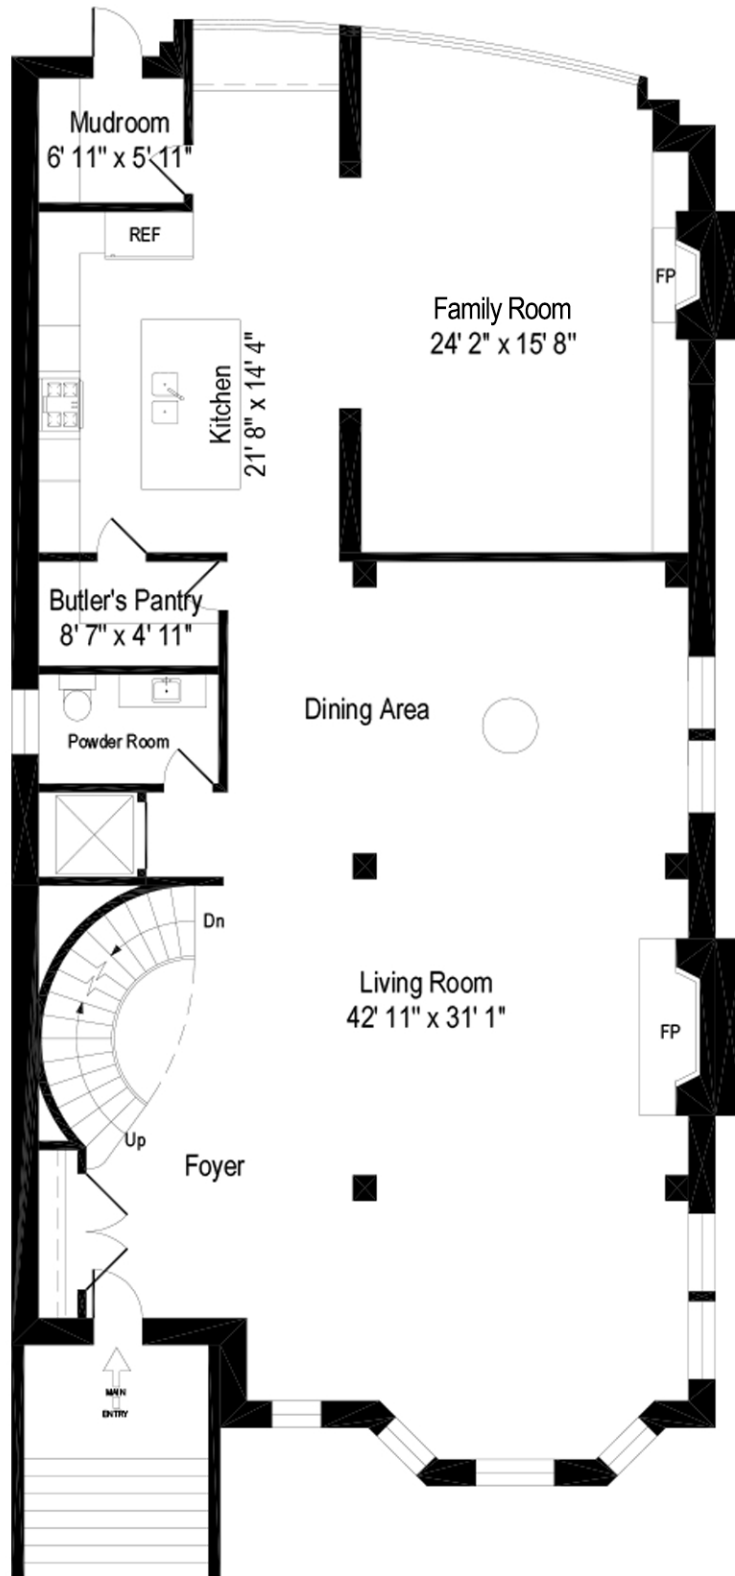 Mudroom
6' 11" x 5' 11"
REF
FP
Family Room
24' 2" x 15' 8"
Kitchen
21' 8" x 14' 4"
Butler's Pantry
8' 7" x 4' 11"
Dining Area
Powder Room
Dn
Living Room
42' 11" x 31' 1"
FP
Up
Foyer
MAIN
ENTRY